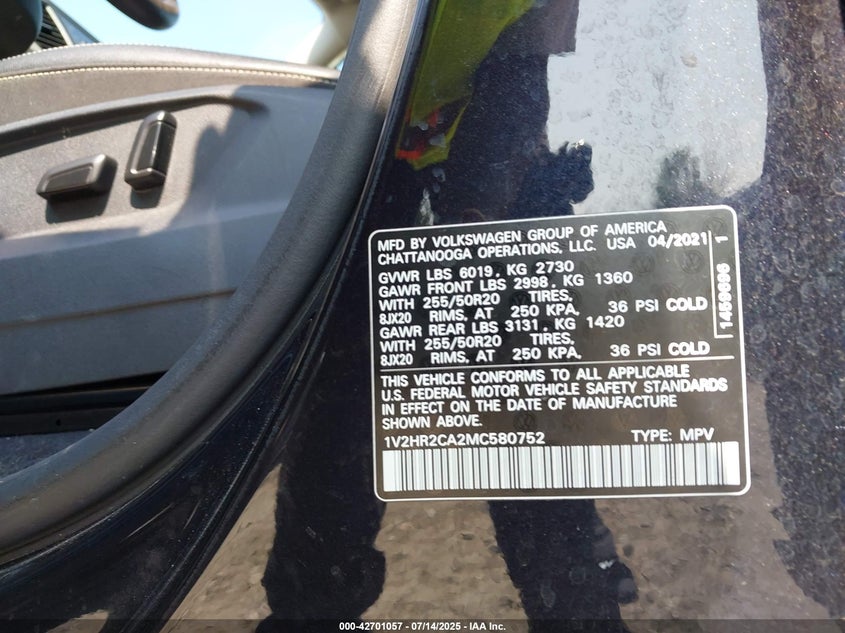 MFD BY VOLKSWAGEN GROUP OF AMERICA
CHATTANOOGA OPERATIONS, LLC. USA 04/2021
GVWR LBS 6019, KG 2730
GAWR FRONT LBS 2998, KG 1360
WITH 255/50R20 TIRES,
8JX20 RIMS, AT 250 KPA, 36 PSI COLD
GAWR REAR LBS 3131, KG 1420
WITH 255/50R20 TIRES,
8JX20 RIMS, AT 250 KPA, 36 PSI COLD
1459696 1
THIS VEHICLE CONFORMS TO ALL APPLICABLE
U.S. FEDERAL MOTOR VEHICLE SAFETY STANDARDS
IN EFFECT ON THE DATE OF MANUFACTURE
SHOWN ABOVE.
1V2HR2CA2MC580752 TYPE: MPV
000-42701057 - 07/14/2025 - IAA Inc.